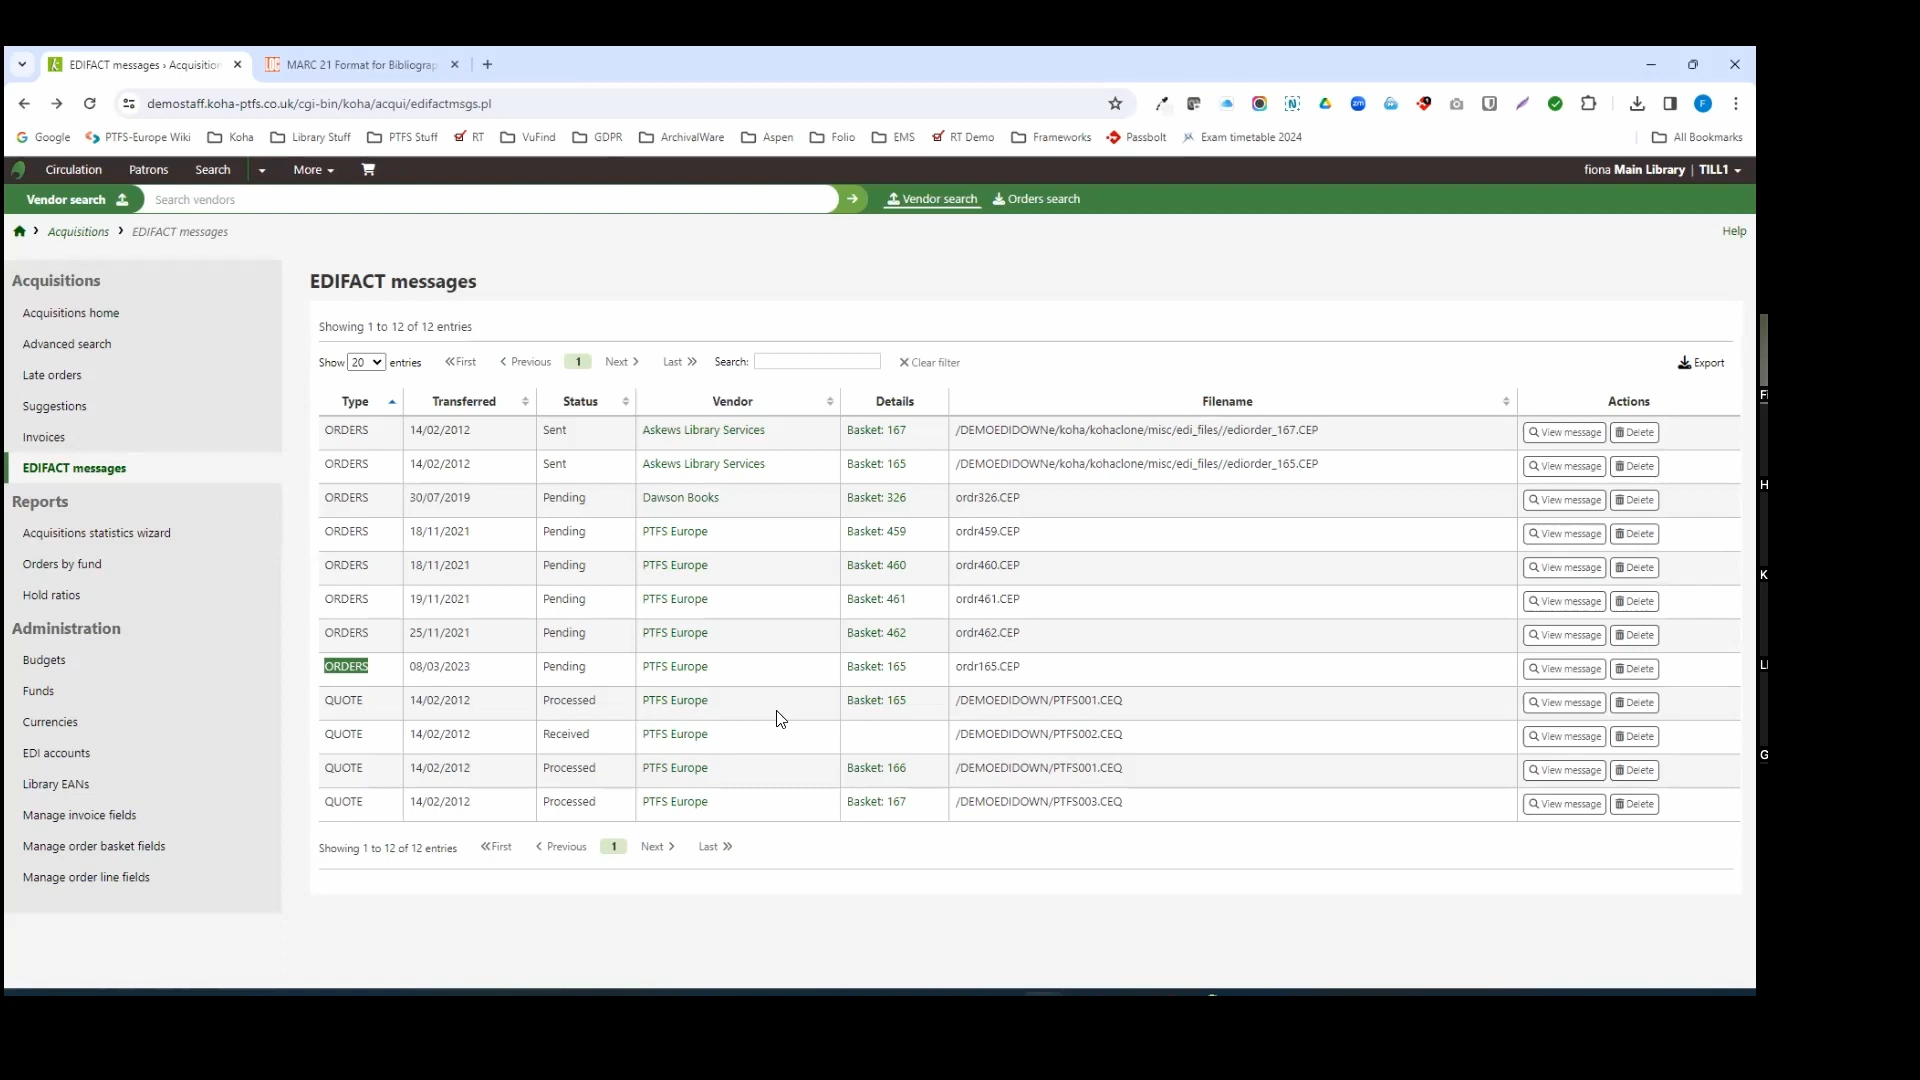 EDIFACT messages › Acquisition
MARC 21 Format for Bibliograp
demostaff.koha-ptfs.co.uk/cgi-bin/koha/acqui/edifactmsgs.pl
Google PTFS-Europe Wiki Koha Library Stuff PTFS Stuff RT VuFind GDPR ArchivalWare Aspen Folio EMS RT Demo Frameworks Passbolt Exam timetable 2024 All Bookmarks
Circulation Patrons Search More fiona Main Library | TILL1
Vendor search Search vendors Vendor search Orders search
Acquisitions EDIFACT messages Help
Acquisitions
Acquisitions home
Advanced search
Late orders
Suggestions
Invoices
EDIFACT messages
Reports
Acquisitions statistics wizard
Orders by fund
Hold ratios
Administration
Budgets
Funds
Currencies
EDI accounts
Library EANs
Manage invoice fields
Manage order basket fields
Manage order line fields
EDIFACT messages
Showing 1 to 12 of 12 entries
Show 20 entries First Previous 1 Next Last Search: Clear filter Export
Type Transferred Status Vendor Details Filename Actions
ORDERS 14/02/2012 Sent Askews Library Services Basket: 167 /DEMOEDIDOWNe/koha/kohaclone/misc/edi_files//ediorder_167.CEP View message Delete
ORDERS 14/02/2012 Sent Askews Library Services Basket: 165 /DEMOEDIDOWNe/koha/kohaclone/misc/edi_files//ediorder_165.CEP View message Delete
ORDERS 30/07/2019 Pending Dawson Books Basket: 326 ordr326.CEP View message Delete
ORDERS 18/11/2021 Pending PTFS Europe Basket: 459 ordr459.CEP View message Delete
ORDERS 18/11/2021 Pending PTFS Europe Basket: 460 ordr460.CEP View message Delete
ORDERS 19/11/2021 Pending PTFS Europe Basket: 461 ordr461.CEP View message Delete
ORDERS 25/11/2021 Pending PTFS Europe Basket: 462 ordr462.CEP View message Delete
ORDERS 08/03/2023 Pending PTFS Europe Basket: 165 ordr165.CEP View message Delete
QUOTE 14/02/2012 Processed PTFS Europe Basket: 165 /DEMOEDIDOWN/PTFS001.CEQ View message Delete
QUOTE 14/02/2012 Received PTFS Europe /DEMOEDIDOWN/PTFS002.CEQ View message Delete
QUOTE 14/02/2012 Processed PTFS Europe Basket: 166 /DEMOEDIDOWN/PTFS001.CEQ View message Delete
QUOTE 14/02/2012 Processed PTFS Europe Basket: 167 /DEMOEDIDOWN/PTFS003.CEQ View message Delete
Showing 1 to 12 of 12 entries First Previous 1 Next Last